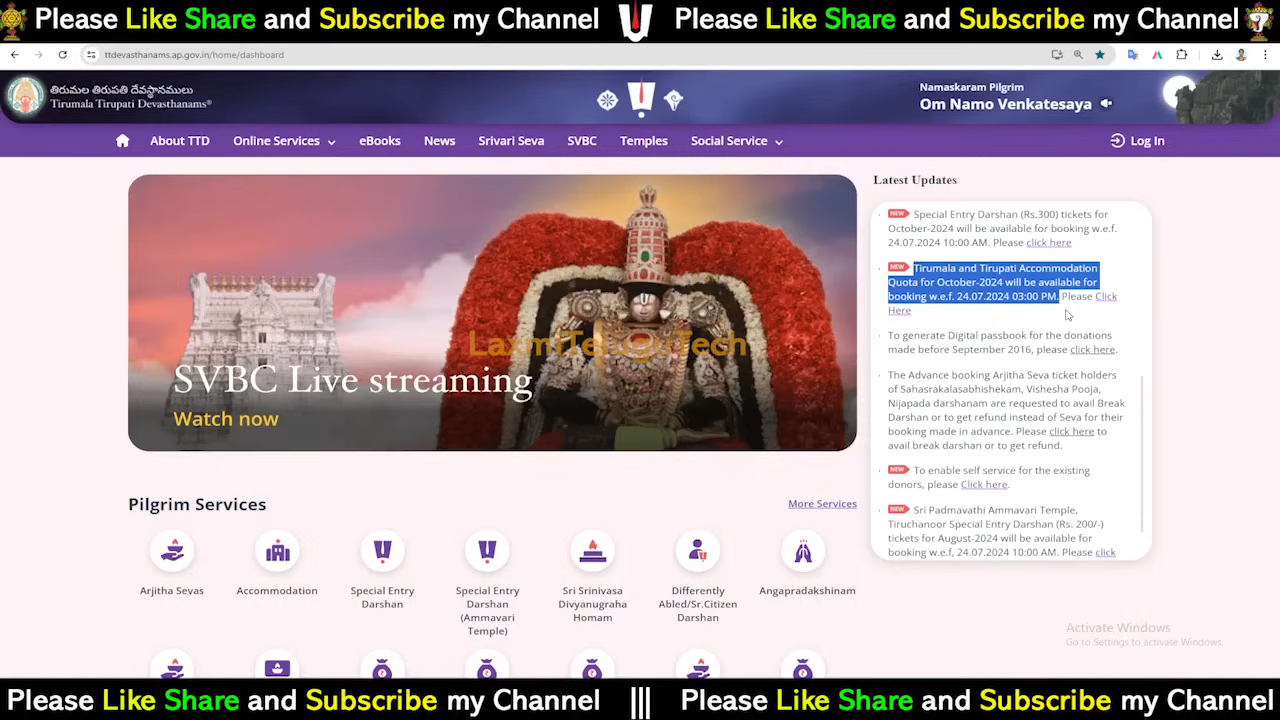 Please Like Share and Subscribe my Channel Please Like Share and Subscribe my Channel
ttdevasthanams.ap.gov.in/home/dashboard
తిరుమల తిరుపతి దేవస్థానములు
Tirumala Tirupati Devasthanams®
Namaskaram Pilgrim
Om Namo Venkatesaya
About TTD Online Services eBooks News Srivari Seva SVBC Temples Social Service Log In
SVBC Live streaming
Watch now
LaxmiTeluguTech
Latest Updates
NEW Special Entry Darshan (Rs.300) tickets for
October-2024 will be available for booking w.e.f.
24.07.2024 10:00 AM. Please click here
NEW Tirumala and Tirupati Accommodation
Quota for October-2024 will be available for
booking w.e.f. 24.07.2024 03:00 PM. Please Click
Here
To generate Digital passbook for the donations
made before September 2016, please click here.
The Advance booking Arjitha Seva ticket holders
of Sahasrakalasabhishekam, Vishesha Pooja,
Nijapada darshanam are requested to avail Break
Darshan or to get refund instead of Seva for their
booking made in advance. Please click here to
avail break darshan or to get refund.
NEW To enable self service for the existing
donors, please Click here.
NEW Sri Padmavathi Ammavari Temple,
Tiruchanoor Special Entry Darshan (Rs. 200/-)
tickets for August-2024 will be available for
booking w.e.f, 24.07.2024 10:00 AM. Please click
Pilgrim Services
More Services
Arjitha Sevas
Accommodation
Special Entry
Darshan
Special Entry
Darshan
(Ammavari
Temple)
Sri Srinivasa
Divyanugraha
Homam
Differently
Abled/Sr.Citizen
Darshan
Angapradakshinam
Activate Windows
Go to Settings to activate Windows.
Please Like Share and Subscribe my Channel ||| Please Like Share and Subscribe my Channel